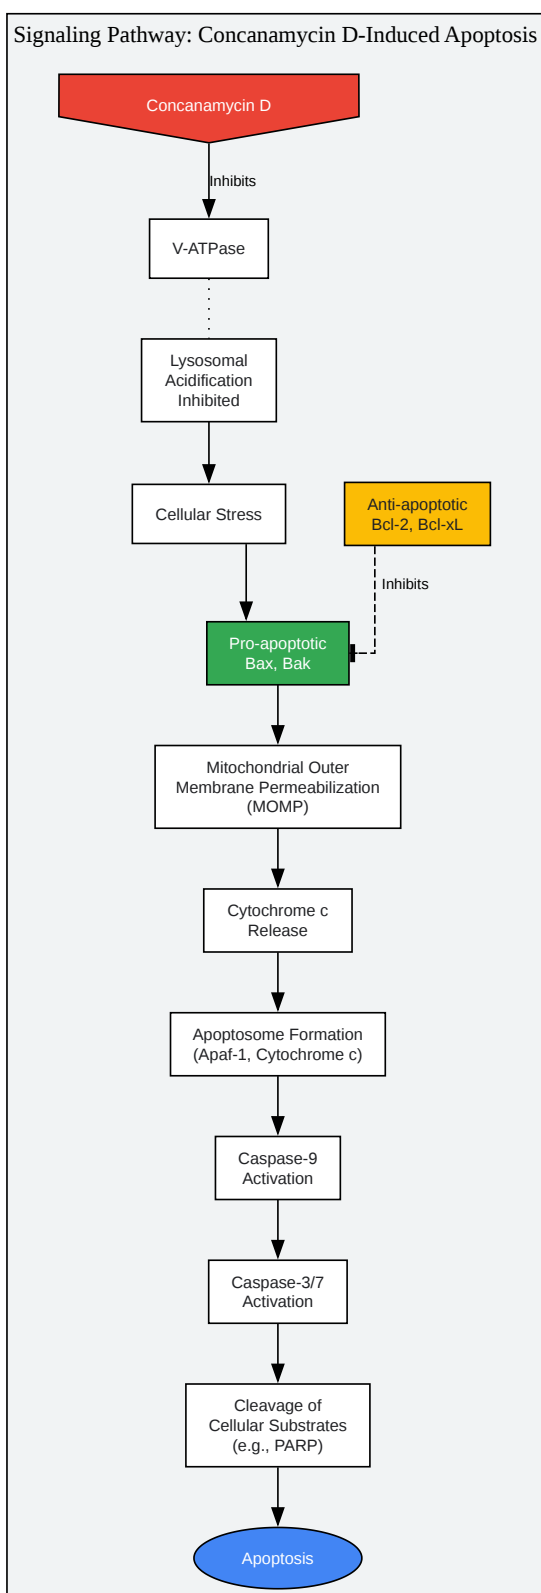 Signaling Pathway: Concanamycin D-Induced Apoptosis
Concanamycin D
Inhibits
V-ATPase
Lysosomal
Acidification
Inhibited
Cellular Stress
Anti-apoptotic
Bcl-2, Bcl-xL
Inhibits
Pro-apoptotic
Bax, Bak
Mitochondrial Outer
Membrane Permeabilization
(MOMP)
Cytochrome c
Release
Apoptosome Formation
(Apaf-1, Cytochrome c)
Caspase-9
Activation
Caspase-3/7
Activation
Cleavage of
Cellular Substrates
(e.g., PARP)
Apoptosis